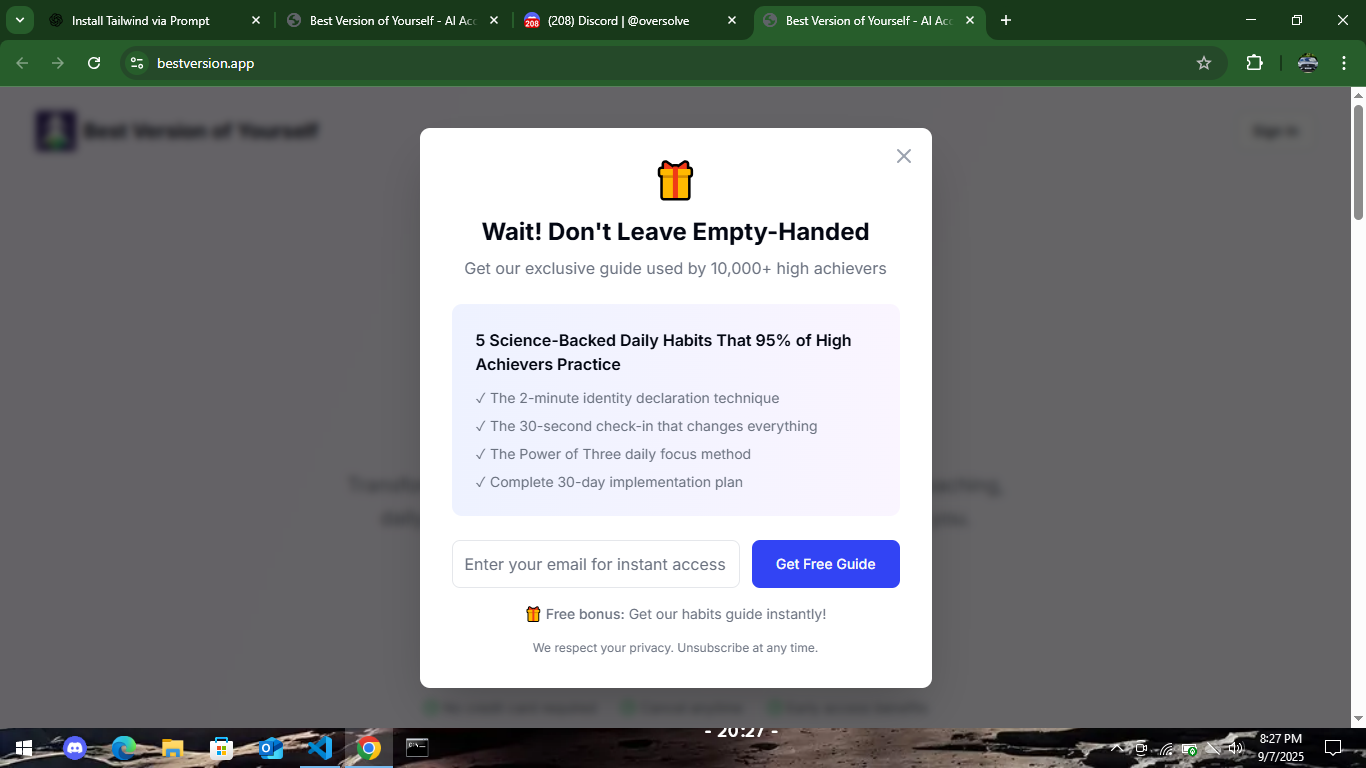 Install Tailwind via Prompt
Best Version of Yourself - AI Acc
(208) Discord | @oversolve
Best Version of Yourself - AI Acc
208
bestversion.app
Best Version of Yourself
Sign In
Wait! Don't Leave Empty-Handed
Get our exclusive guide used by 10,000+ high achievers
5 Science-Backed Daily Habits That 95% of High
Achievers Practice
✓ The 2-minute identity declaration technique
✓ The 30-second check-in that changes everything
✓ The Power of Three daily focus method
✓ Complete 30-day implementation plan
Enter your email for instant access
Get Free Guide
Free bonus: Get our habits guide instantly!
We respect your privacy. Unsubscribe at any time.
- 20:27 -
8:27 PM
9/7/2025